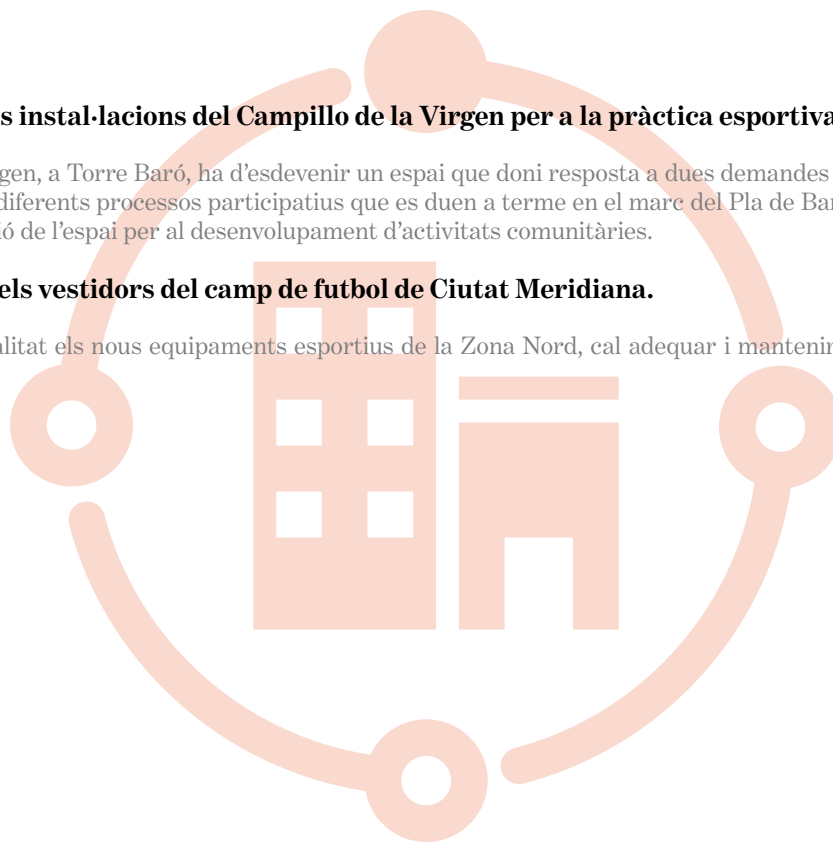 s instal·lacions del Campillo de la Virgen per a la pràctica esportiva
gen, a Torre Baró, ha d’esdevenir un espai que doni resposta a dues demandes
diferents processos participatius que es duen a terme en el marc del Pla de Bar
ió de l’espai per al desenvolupament d’activitats comunitàries.
els vestidors del camp de futbol de Ciutat Meridiana.
alitat els nous equipaments esportius de la Zona Nord, cal adequar i mantenir